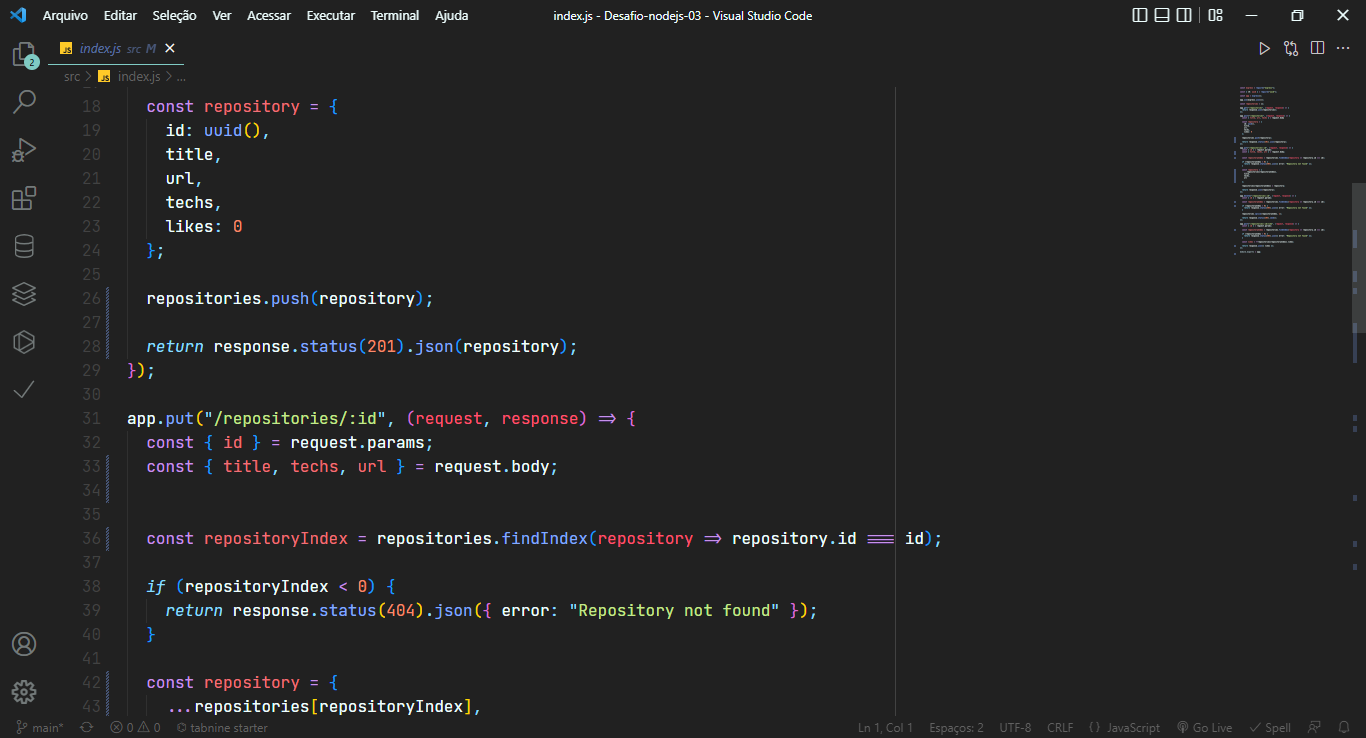 Arquivo Editar Seleção Ver Acessar Executar Terminal Ajuda index.js - Desafio-nodejs-03 - Visual Studio Code
JS index.js src M
src > JS index.js > ...
2
18 const repository = {
19 id: uuid(),
20 title,
21 url,
22 techs,
23 likes: 0
24 };
25
26 repositories.push(repository);
27
28 return response.status(201).json(repository);
29 });
30
31 app.put("/repositories/:id", (request, response) => {
32 const { id } = request.params;
33 const { title, techs, url } = request.body;
34
35
36 const repositoryIndex = repositories.findIndex(repository => repository.id === id);
37
38 if (repositoryIndex < 0) {
39 return response.status(404).json({ error: "Repository not found" });
40 }
41
42 const repository = {
43 ...repositories[repositoryIndex],
main* 0 0 tabnine starter Ln 1, Col 1 Espaços: 2 UTF-8 CRLF {} JavaScript Go Live Spell